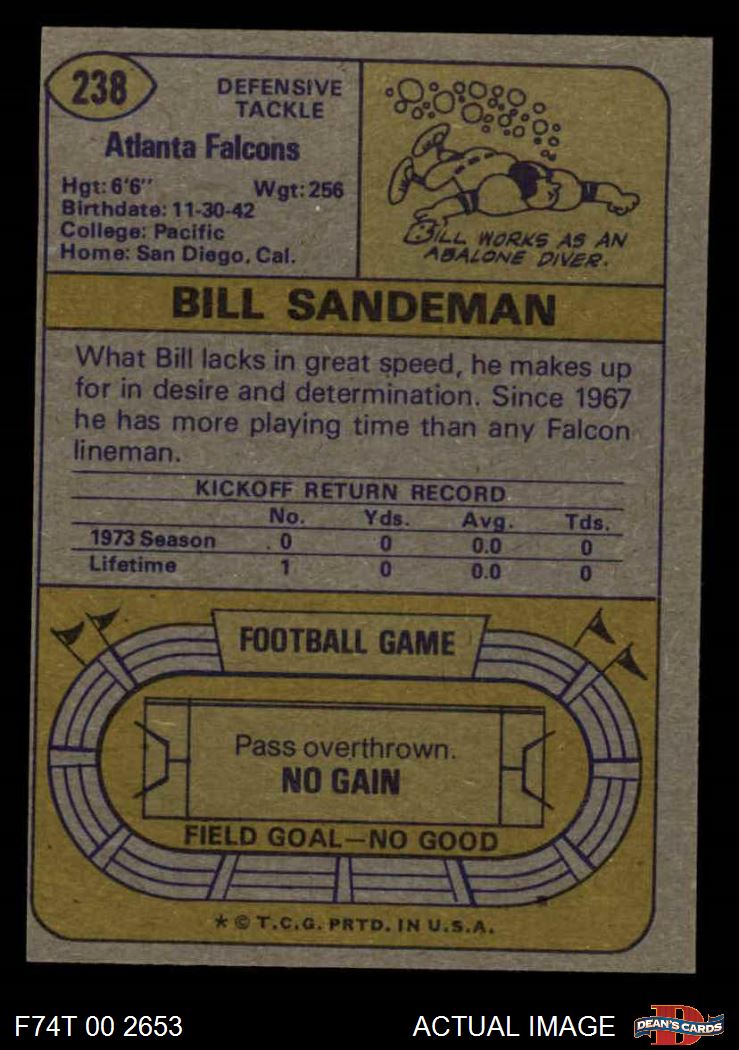 238
DEFENSIVE
TACKLE
Atlanta Falcons
Hgt: 6'6" Wgt: 256
Birthdate: 11-30-42
College: Pacific
Home: San Diego, Cal.
BILL WORKS AS AN
ABALONE DIVER.
BILL SANDEMAN
What Bill lacks in great speed, he makes up
for in desire and determination. Since 1967
he has more playing time than any Falcon
lineman.
KICKOFF RETURN RECORD
No. Yds. Avg. Tds.
1973 Season 0 0 0.0 0
Lifetime 1 0 0.0 0
FOOTBALL GAME
Pass overthrown.
NO GAIN
FIELD GOAL—NO GOOD
* © T.C.G. PRTD. IN U.S.A.
F74T 00 2653 ACTUAL IMAGE
D
DEAN'S CARDS